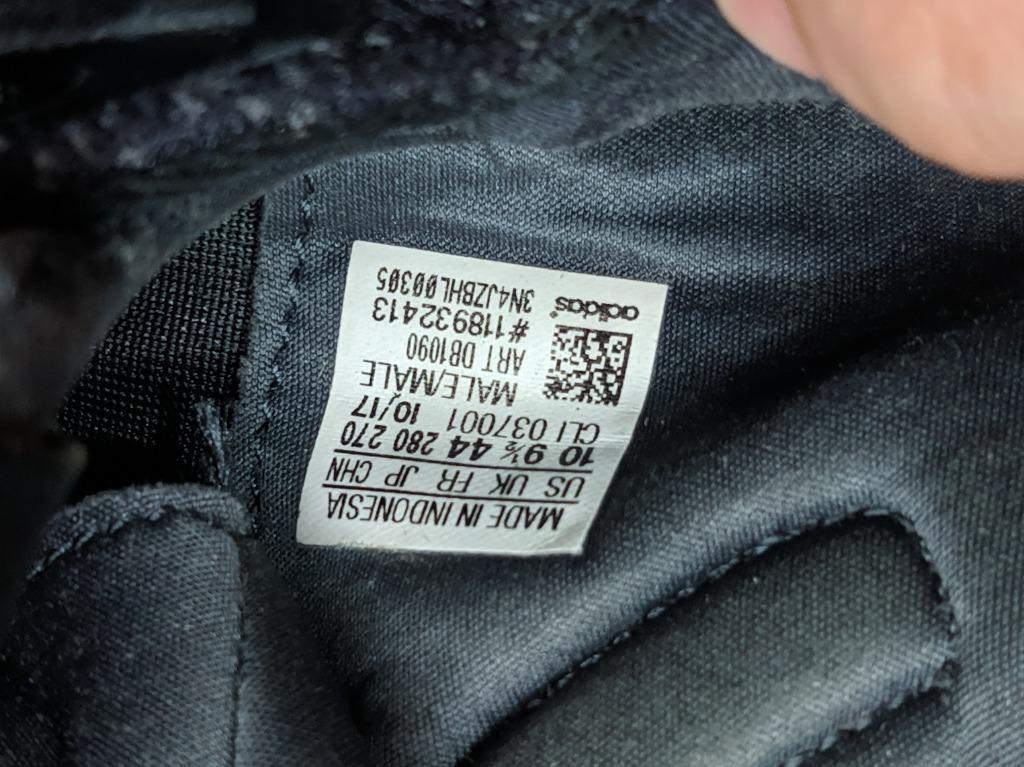 MADE IN INDONESIA
US UK FR JP CHN
10 9½ 44 280 270
CLI 037001 10/17
MALE/MALE
ART DB1090
#118932413
3N4JZBHL00305
adidas®